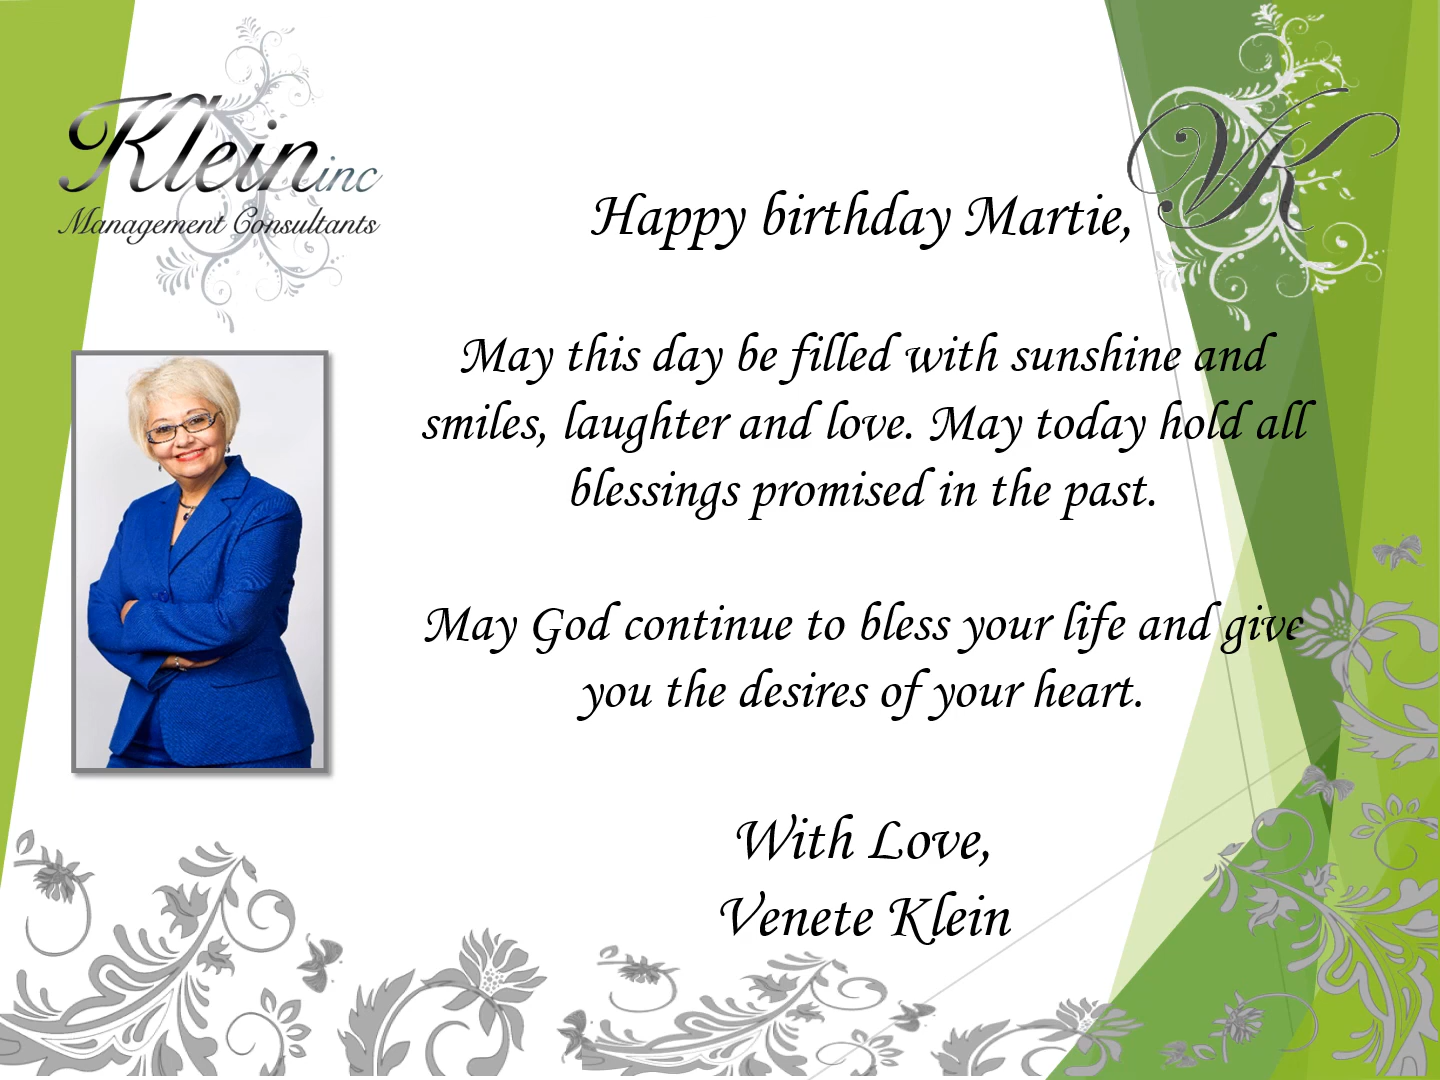 Klein inc
Management Consultants
VK
Happy birthday Martie,
May this day be filled with sunshine and
smiles, laughter and love. May today hold all
blessings promised in the past.
May God continue to bless your life and give
you the desires of your heart.
With Love,
Venete Klein